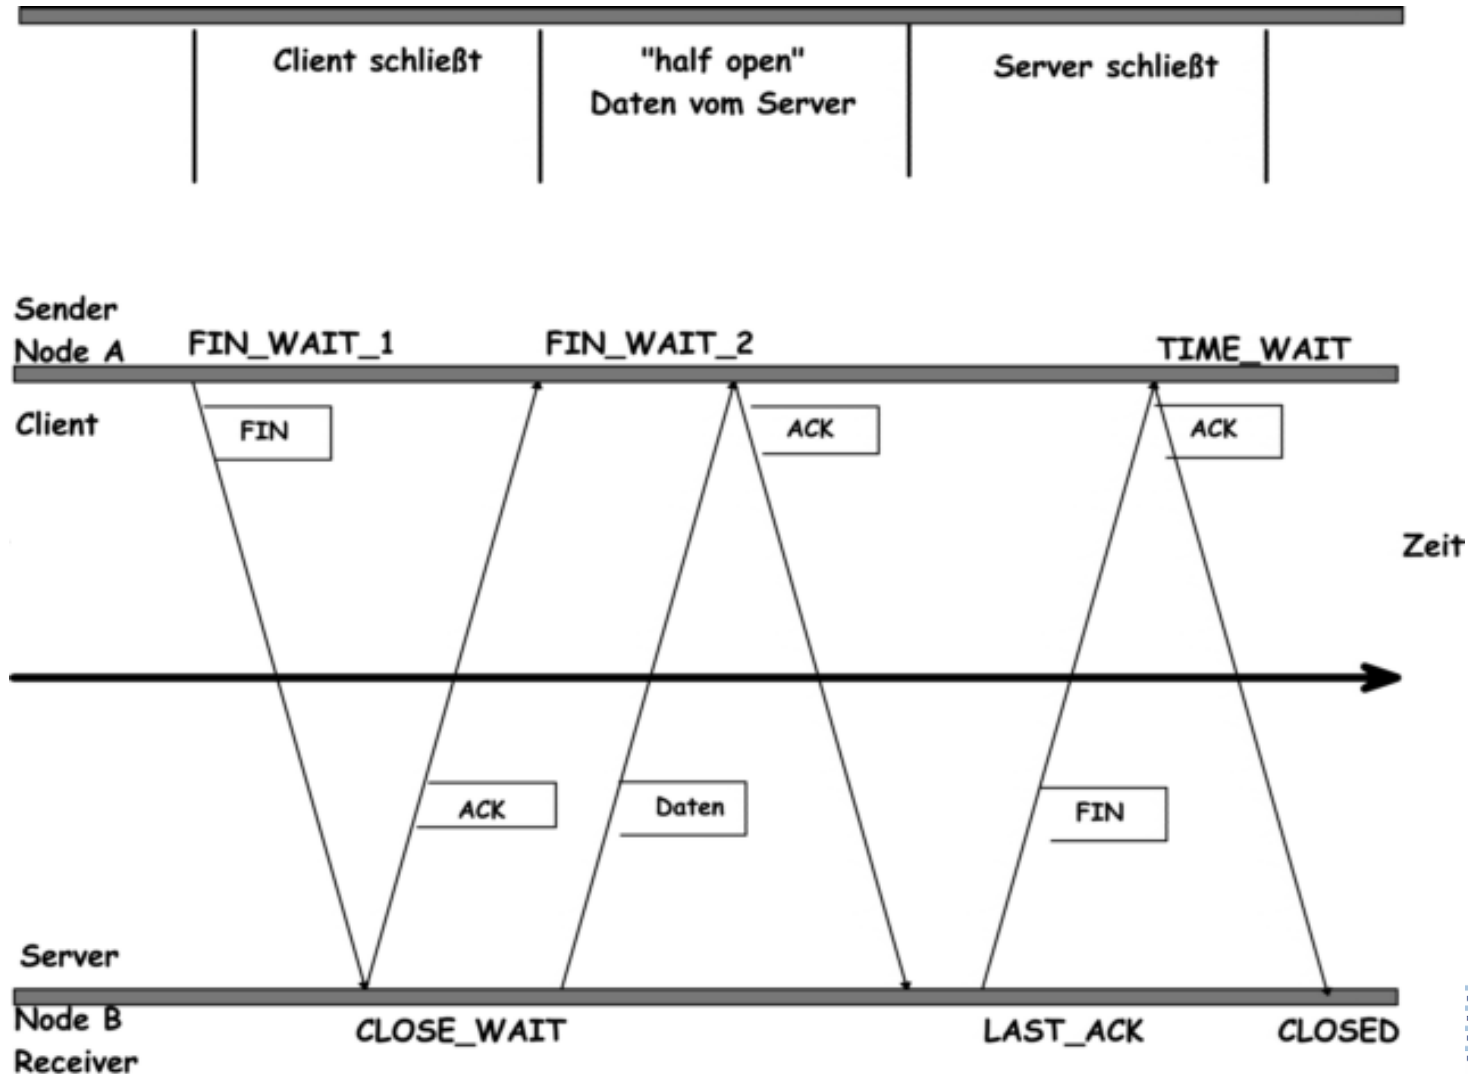 Client schließt
"half open"
Daten vom Server
Server schließt
Sender
Node A
FIN_WAIT_1
FIN_WAIT_2
TIME_WAIT
Client
FIN
ACK
ACK
Zeit
ACK
Daten
FIN
Server
Node B
Receiver
CLOSE_WAIT
LAST_ACK
CLOSED